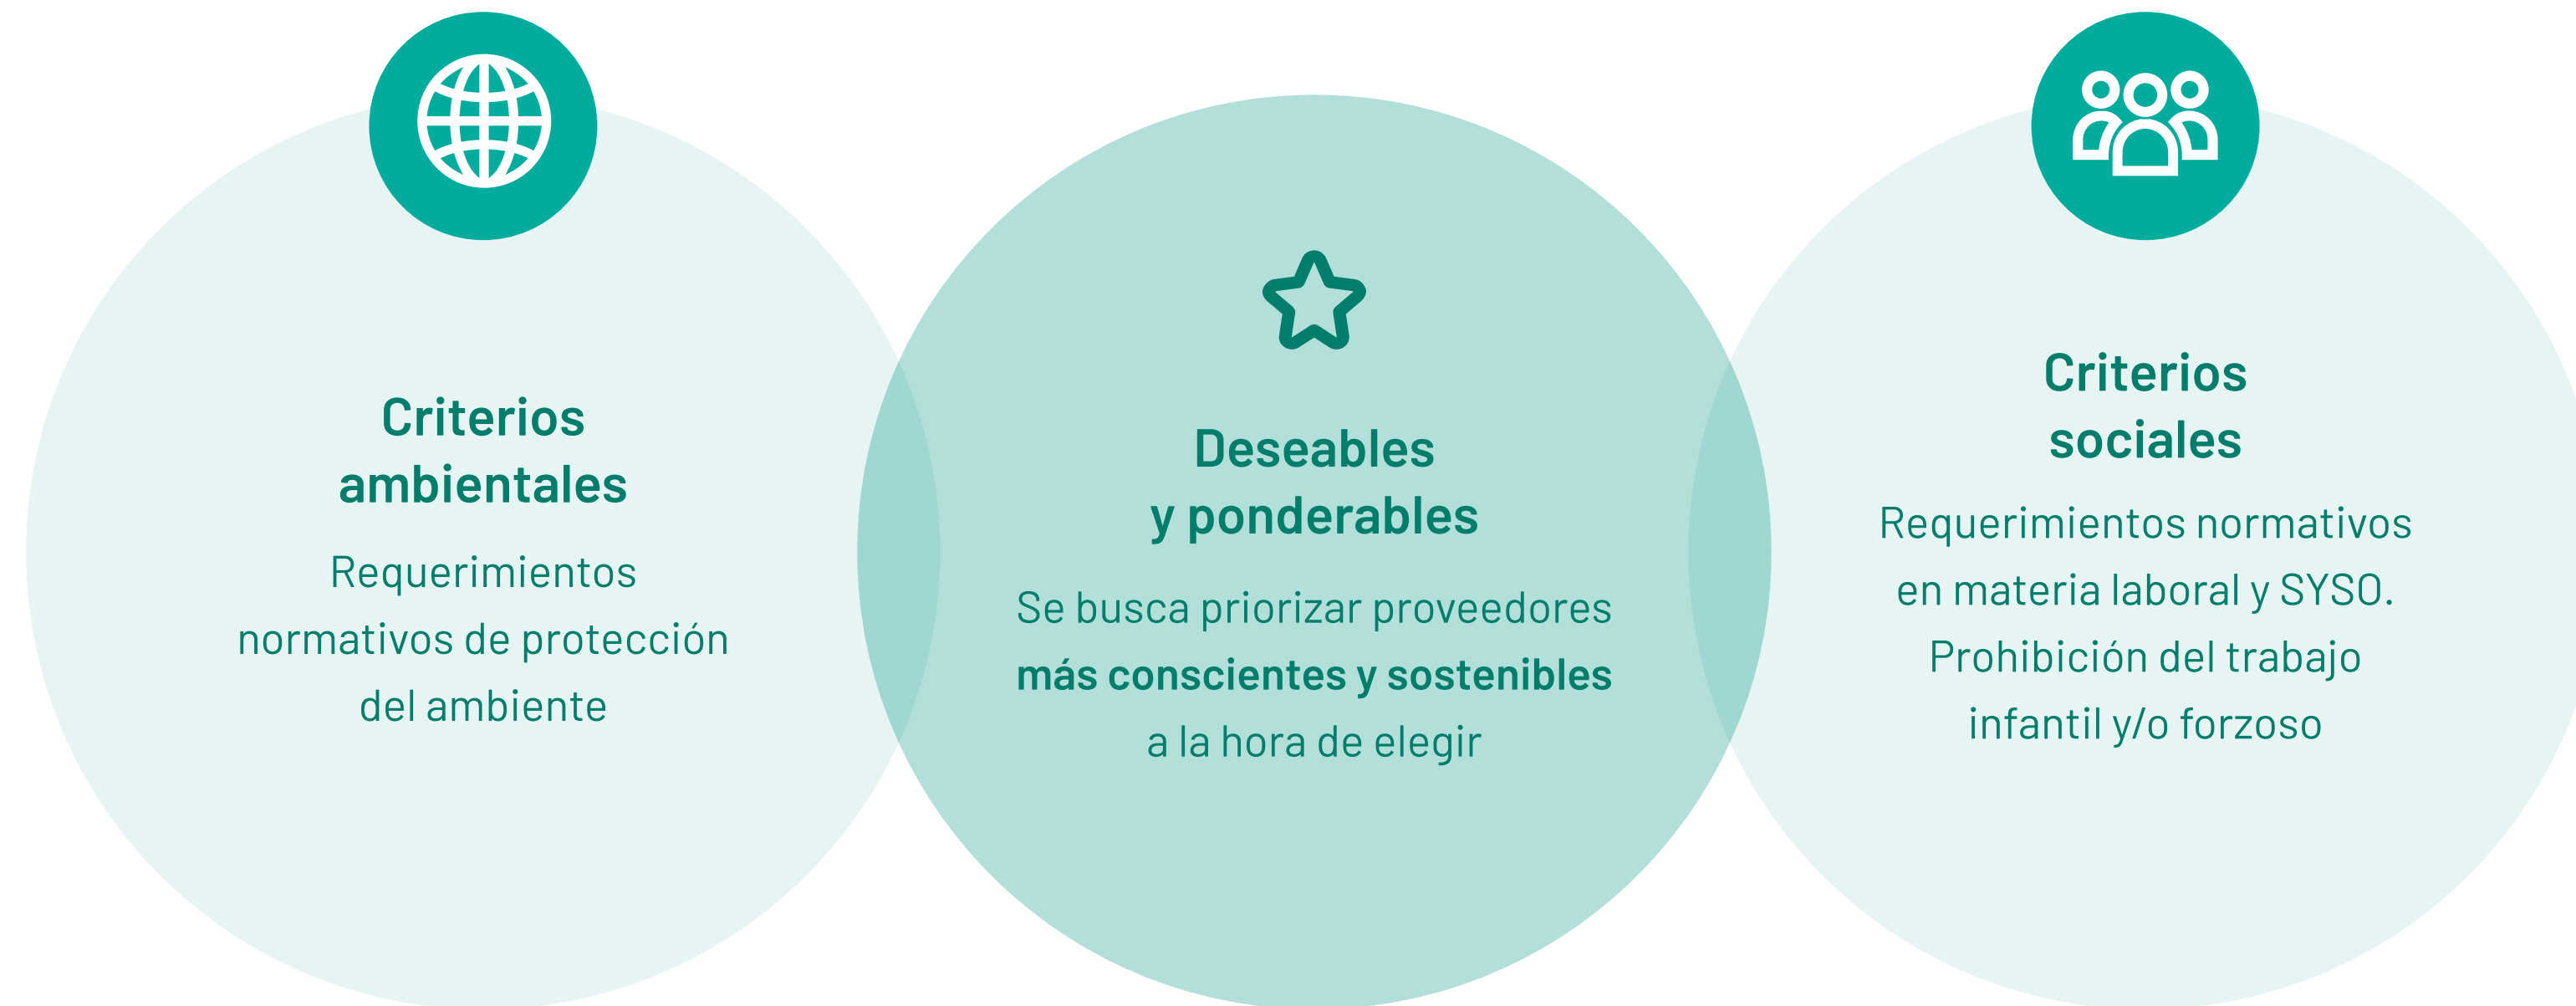 Criterios
ambientales
Requerimientos
normativos de protección
del ambiente
Deseables
y ponderables
Se busca priorizar proveedores
más conscientes y sostenibles
a la hora de elegir
Criterios
sociales
Requerimientos normativos
en materia laboral y SYSO.
Prohibición del trabajo
infantil y/o forzoso